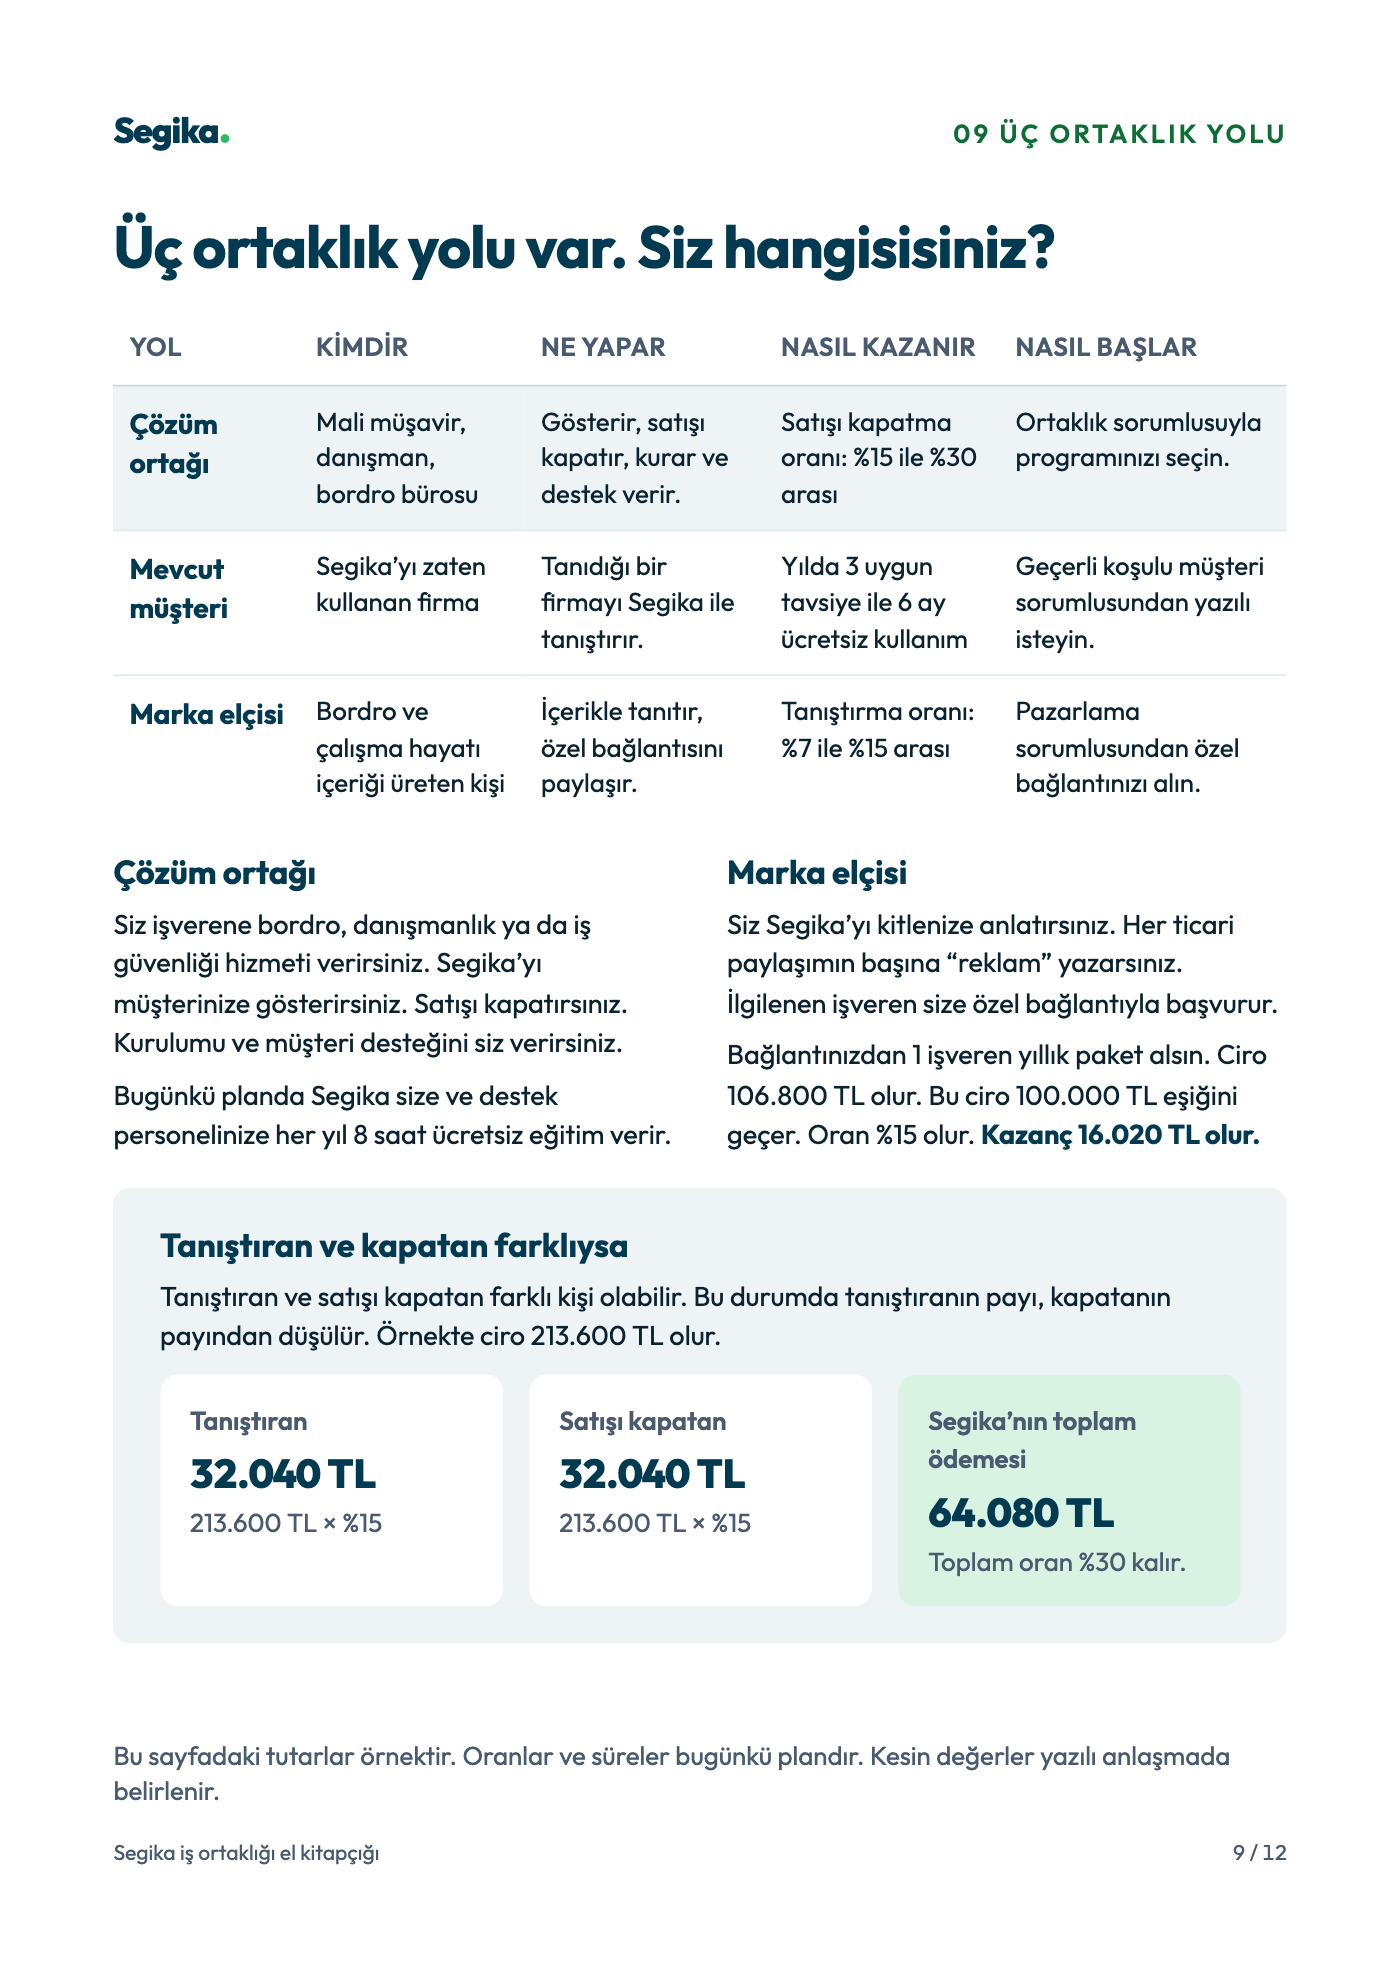 Segika.
09 ÜÇ ORTAKLIK YOLU
Üç ortaklık yolu var. Siz hangisisiniz?
YOL
KİMDİR
NE YAPAR
NASIL KAZANIR
NASIL BAŞLAR
Çözüm
ortağı
Mali müşavir,
danışman,
bordro bürosu
Gösterir, satışı
kapatır, kurar ve
destek verir.
Satışı kapatma
oranı: %15 ile %30
arası
Ortaklık sorumlusuyla
programınızı seçin.
Mevcut
müşteri
Segika’yı zaten
kullanan firma
Tanıdığı bir
firmayı Segika ile
tanıştırır.
Yılda 3 uygun
tavsiye ile 6 ay
ücretsiz kullanım
Geçerli koşulu müşteri
sorumlusundan yazılı
isteyin.
Marka elçisi
Bordro ve
çalışma hayatı
içeriği üreten kişi
İçerikle tanıtır,
özel bağlantısını
paylaşır.
Tanıştırma oranı:
%7 ile %15 arası
Pazarlama
sorumlusundan özel
bağlantınızı alın.
Çözüm ortağı
Siz işverene bordro, danışmanlık ya da iş
güvenliği hizmeti verirsiniz. Segika’yı
müşterinize gösterirsiniz. Satışı kapatırsınız.
Kurulumu ve müşteri desteğini siz verirsiniz.
Bugünkü planda Segika size ve destek
personelinize her yıl 8 saat ücretsiz eğitim verir.
Marka elçisi
Siz Segika’yı kitlenize anlatırsınız. Her ticari
paylaşımın başına “reklam” yazarsınız.
İlgilenen işveren size özel bağlantıyla başvurur.
Bağlantınızdan 1 işveren yıllık paket alsın. Ciro
106.800 TL olur. Bu ciro 100.000 TL eşiğini
geçer. Oran %15 olur. Kazanç 16.020 TL olur.
Tanıştıran ve kapatan farklıysa
Tanıştıran ve satışı kapatan farklı kişi olabilir. Bu durumda tanıştıranın payı, kapatanın
payından düşülür. Örnekte ciro 213.600 TL olur.
Tanıştıran
32.040 TL
213.600 TL × %15
Satışı kapatan
32.040 TL
213.600 TL × %15
Segika’nın toplam
ödemesi
64.080 TL
Toplam oran %30 kalır.
Bu sayfadaki tutarlar örnektir. Oranlar ve süreler bugünkü plandır. Kesin değerler yazılı anlaşmada
belirlenir.
Segika iş ortaklığı el kitapçığı
9 / 12